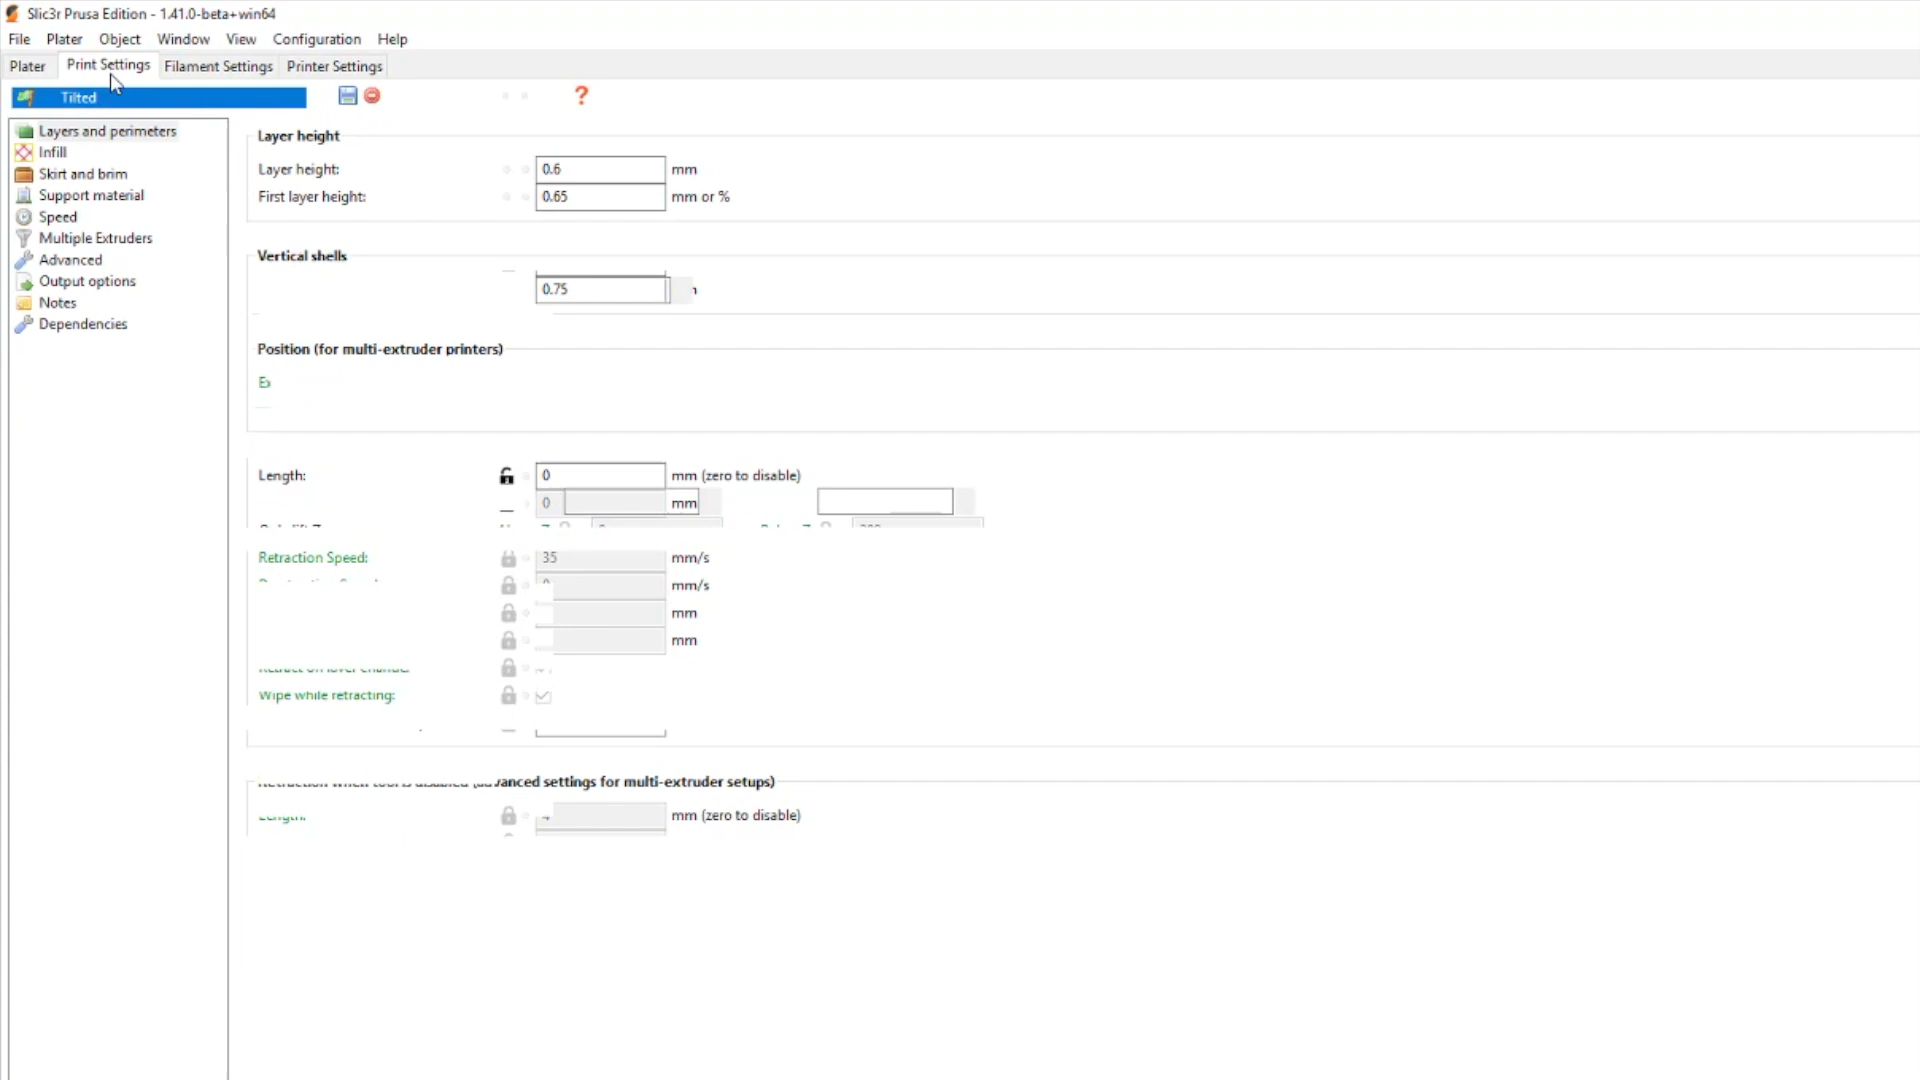 Slic3r Prusa Edition - 1.41.0-beta+win64
File Plater Object Window View Configuration Help
Plater Print Settings Filament Settings Printer Settings
Tilted ?
Layers and perimeters
Infill
Skirt and brim
Support material
Speed
Multiple Extruders
Advanced
Output options
Notes
Dependencies
Layer height
Layer height: 0.6 mm
First layer height: 0.65 mm or %
Vertical shells
0.75
Position (for multi-extruder printers)
Length: 0 mm (zero to disable)
0 mm
Retraction Speed: 35 mm/s
mm/s
mm
mm
Wipe while retracting:
settings for multi-extruder setups)
Length: mm (zero to disable)